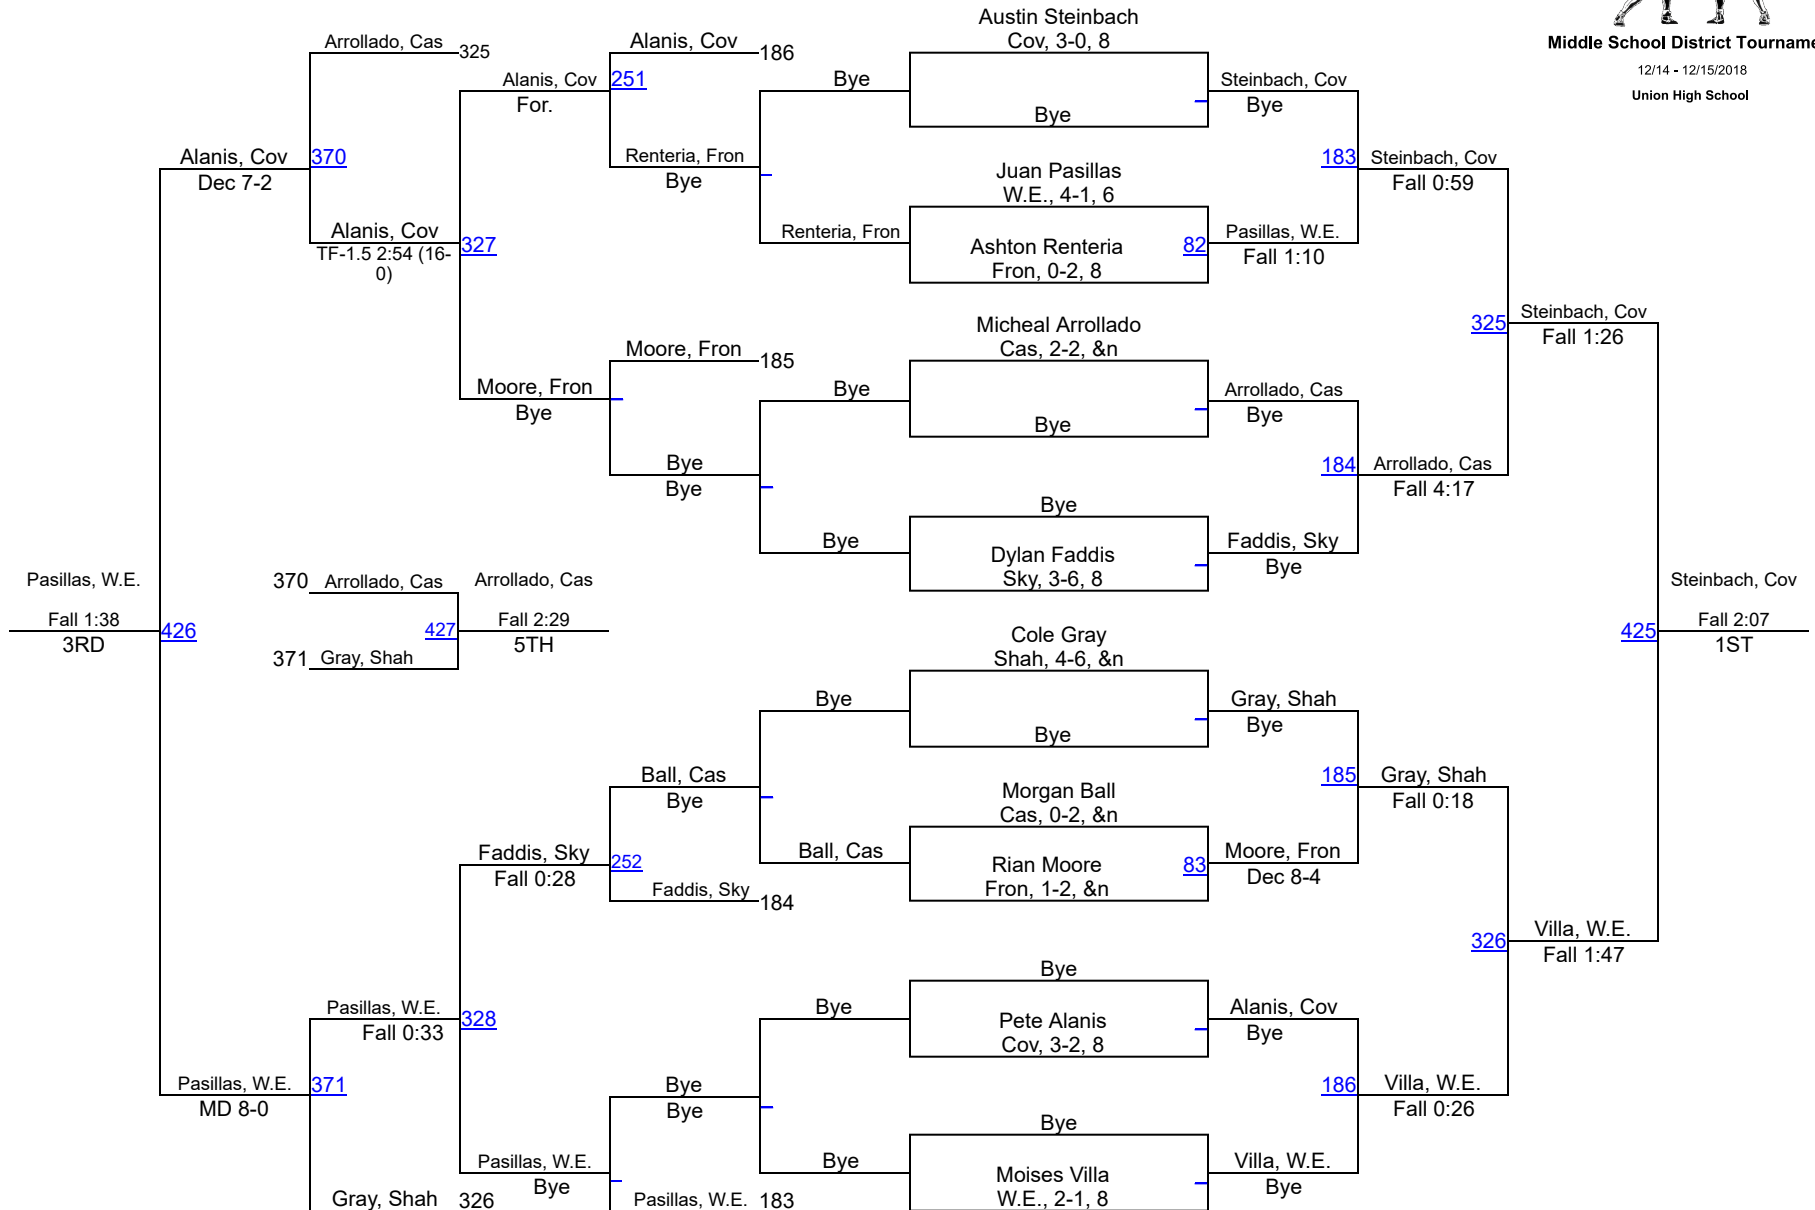 Middle School District Tourname
12/14 - 12/15/2018
Union High School
Austin Steinbach
Cov, 3-0, 8
Bye
Juan Pasillas
W.E., 4-1, 6
Ashton Renteria
Fron, 0-2, 8
82
Micheal Arrollado
Cas, 2-2, &n
Bye
Bye
Dylan Faddis
Sky, 3-6, 8
Cole Gray
Shah, 4-6, &n
Bye
Morgan Ball
Cas, 0-2, &n
Rian Moore
Fron, 1-2, &n
83
Bye
Pete Alanis
Cov, 3-2, 8
Bye
Moises Villa
W.E., 2-1, 8
Steinbach, Cov
Bye
183
Pasillas, W.E.
Fall 1:10
Arrollado, Cas
Bye
184
Faddis, Sky
Bye
Gray, Shah
Bye
185
Moore, Fron
Dec 8-4
Alanis, Cov
Bye
186
Villa, W.E.
Bye
Steinbach, Cov
Fall 0:59
325
Arrollado, Cas
Fall 4:17
Gray, Shah
Fall 0:18
326
Villa, W.E.
Fall 0:26
Steinbach, Cov
Fall 1:26
425
Villa, W.E.
Fall 1:47
Steinbach, Cov
Fall 2:07
1ST
Bye
Renteria, Fron
Bye
Bye
Bye
Ball, Cas
Bye
Bye
Alanis, Cov
186
251
Renteria, Fron
Bye
Moore, Fron
185
Bye
Bye
Ball, Cas
Bye
252
Faddis, Sky
184
Bye
Bye
Pasillas, W.E.
183
Alanis, Cov
For.
327
Moore, Fron
Bye
Faddis, Sky
Fall 0:28
328
Pasillas, W.E.
Bye
Arrollado, Cas
325
370
Alanis, Cov
TF-1.5 2:54 (16-
0)
Pasillas, W.E.
Fall 0:33
371
Gray, Shah
326
Alanis, Cov
Dec 7-2
426
Pasillas, W.E.
MD 8-0
Pasillas, W.E.
Fall 1:38
3RD
370
Arrollado, Cas
427
371
Gray, Shah
Arrollado, Cas
Fall 2:29
5TH